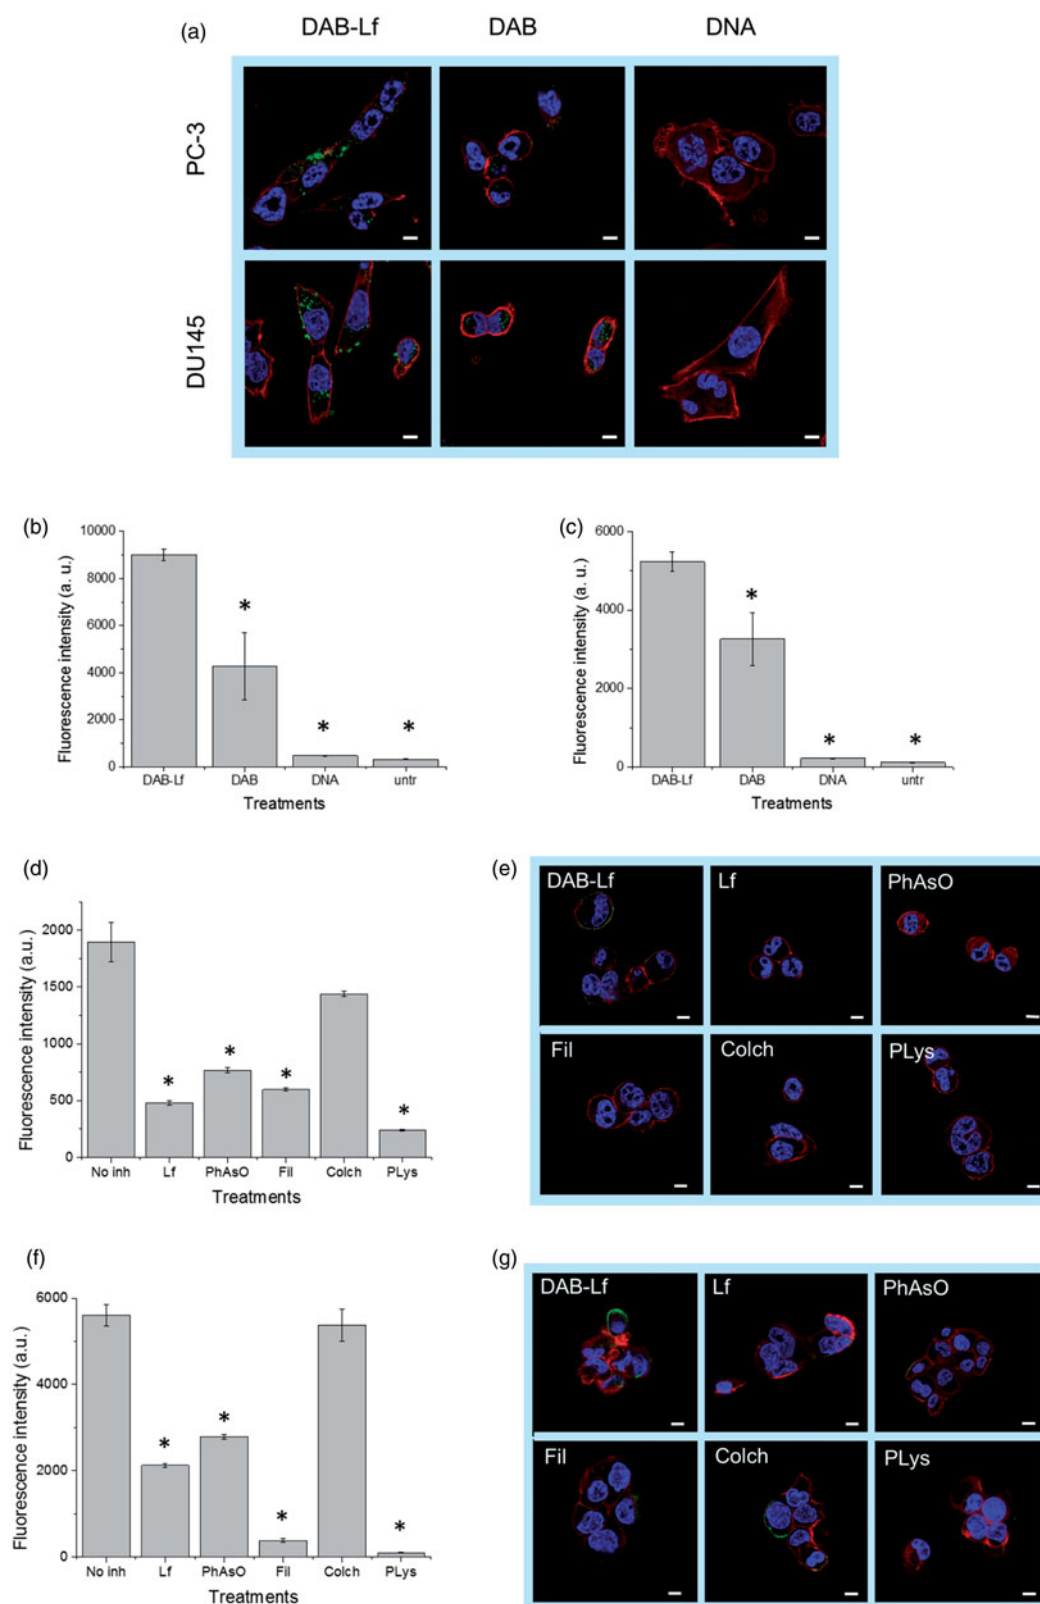 (a)
DAB-Lf DAB DNA
PC-3
DU145
(b)
10000
8000
6000
4000
2000
0
Fluorescence intensity (a. u.)
*
*
*
DAB-Lf DAB DNA untr
Treatments
(c)
6000
4000
2000
0
Fluorescence intensity (a. u.)
*
*
*
DAB-Lf DAB DNA untr
Treatments
(d)
2000
1500
1000
500
0
Fluorescence intensity (a.u.)
*
*
*
*
No inh Lf PhAsO Fil Colch PLys
Treatments
(e)
DAB-Lf Lf PhAsO
Fil Colch PLys
(f)
6000
4000
2000
0
Fluorescence intensity (a.u.)
*
*
*
*
No inh Lf PhAsO Fil Colch PLys
Treatments
(g)
DAB-Lf Lf PhAsO
Fil Colch PLys